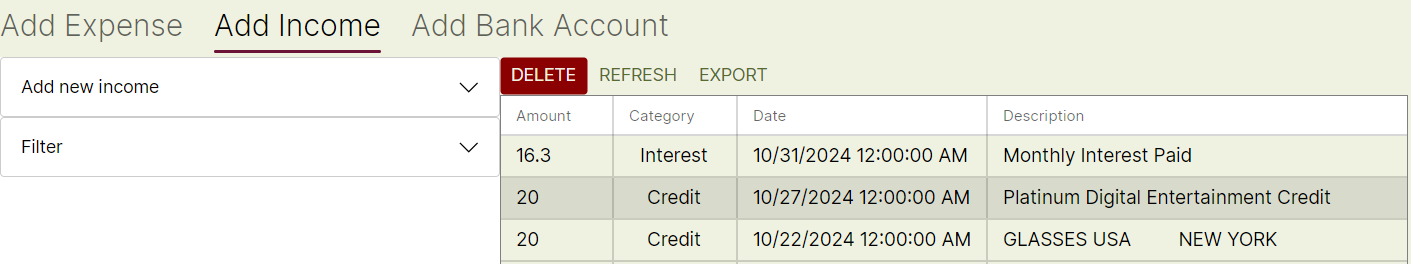 Add Expense Add Income Add Bank Account
Add new income
Filter
DELETE REFRESH EXPORT
Amount Category Date Description
16.3 Interest 10/31/2024 12:00:00 AM Monthly Interest Paid
20 Credit 10/27/2024 12:00:00 AM Platinum Digital Entertainment Credit
20 Credit 10/22/2024 12:00:00 AM GLASSES USA NEW YORK